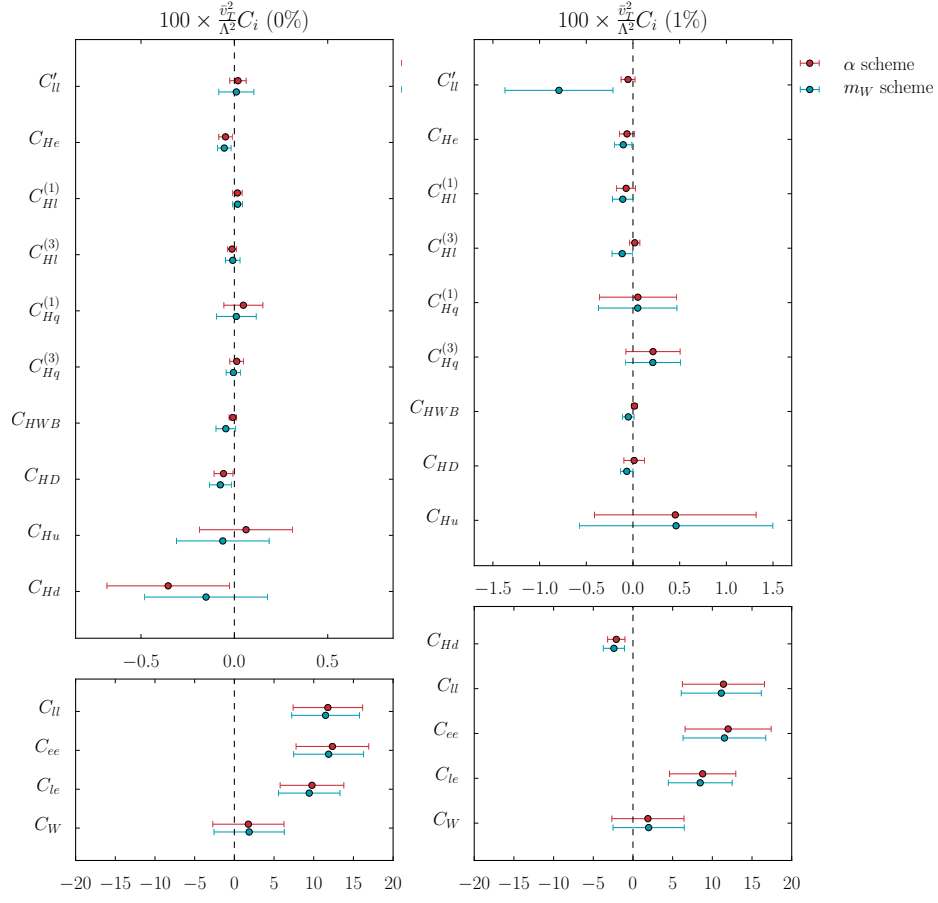 100 × \frac{\bar{v}_T^2}{Λ^2} C_i (0%)
C'_{ll}
C_{He}
C_{Hl}^{(1)}
C_{Hl}^{(3)}
C_{Hq}^{(1)}
C_{Hq}^{(3)}
C_{HWB}
C_{HD}
C_{Hu}
C_{Hd}
−0.5 0.0 0.5
C_{ll}
C_{ee}
C_{le}
C_W
−20 −15 −10 −5 0 5 10 15 20
100 × \frac{\bar{v}_T^2}{Λ^2} C_i (1%)
C'_{ll}
C_{He}
C_{Hl}^{(1)}
C_{Hl}^{(3)}
C_{Hq}^{(1)}
C_{Hq}^{(3)}
C_{HWB}
C_{HD}
C_{Hu}
−1.5 −1.0 −0.5 0.0 0.5 1.0 1.5
C_{Hd}
C_{ll}
C_{ee}
C_{le}
C_W
−20 −15 −10 −5 0 5 10 15 20
α scheme
m_W scheme